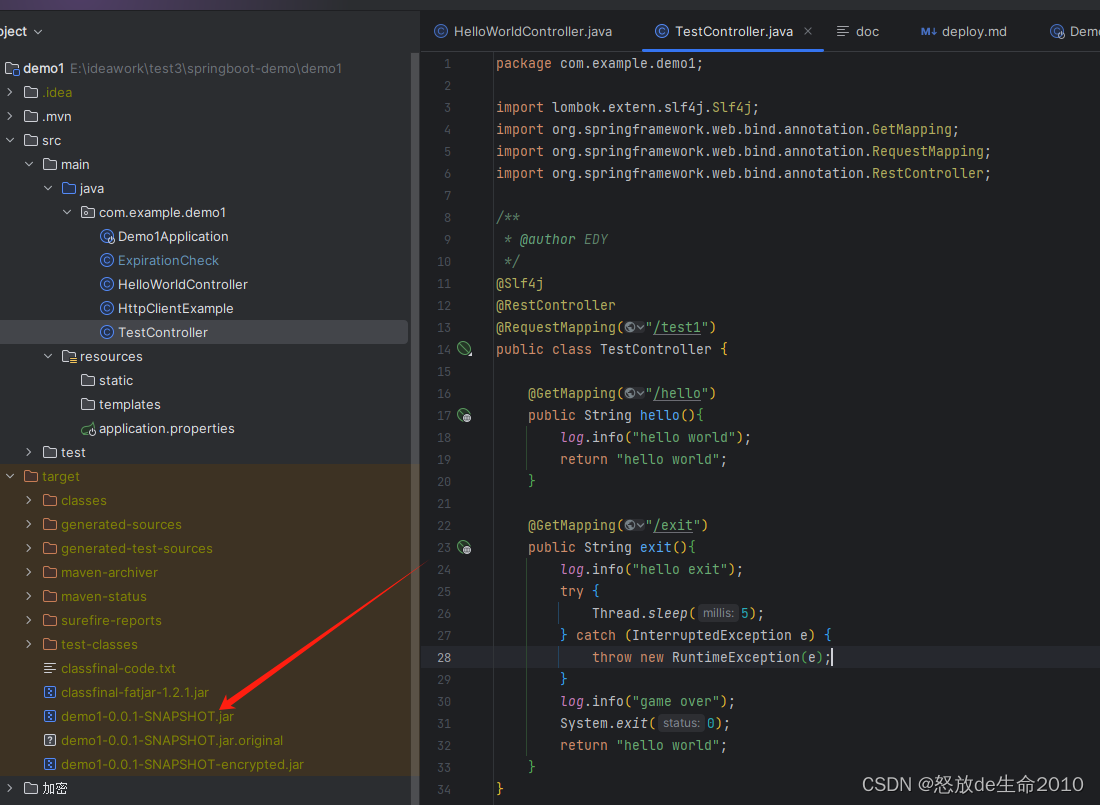 oject
demo1 E:\ideawork\test3\springboot-demo\demo1
.idea
.mvn
src
main
java
com.example.demo1
Demo1Application
ExpirationCheck
HelloWorldController
HttpClientExample
TestController
resources
static
templates
application.properties
test
target
classes
generated-sources
generated-test-sources
maven-archiver
maven-status
surefire-reports
test-classes
classfinal-code.txt
classfinal-fatjar-1.2.1.jar
demo1-0.0.1-SNAPSHOT.jar
demo1-0.0.1-SNAPSHOT.jar.original
demo1-0.0.1-SNAPSHOT-encrypted.jar
加密
HelloWorldController.java TestController.java doc M↓ deploy.md Demo
1 package com.example.demo1;
2
3 import lombok.extern.slf4j.Slf4j;
4 import org.springframework.web.bind.annotation.GetMapping;
5 import org.springframework.web.bind.annotation.RequestMapping;
6 import org.springframework.web.bind.annotation.RestController;
7
8 /**
9 * @author EDY
10 */
11 @Slf4j
12 @RestController
13 @RequestMapping("/test1")
14 public class TestController {
15
16 @GetMapping("/hello")
17 public String hello(){
18 log.info("hello world");
19 return "hello world";
20 }
21
22 @GetMapping("/exit")
23 public String exit(){
24 log.info("hello exit");
25 try {
26 Thread.sleep( millis: 5);
27 } catch (InterruptedException e) {
28 throw new RuntimeException(e);
29 }
30 log.info("game over");
31 System.exit( status: 0);
32 return "hello world";
33 }
34 }
CSDN @怒放de生命2010